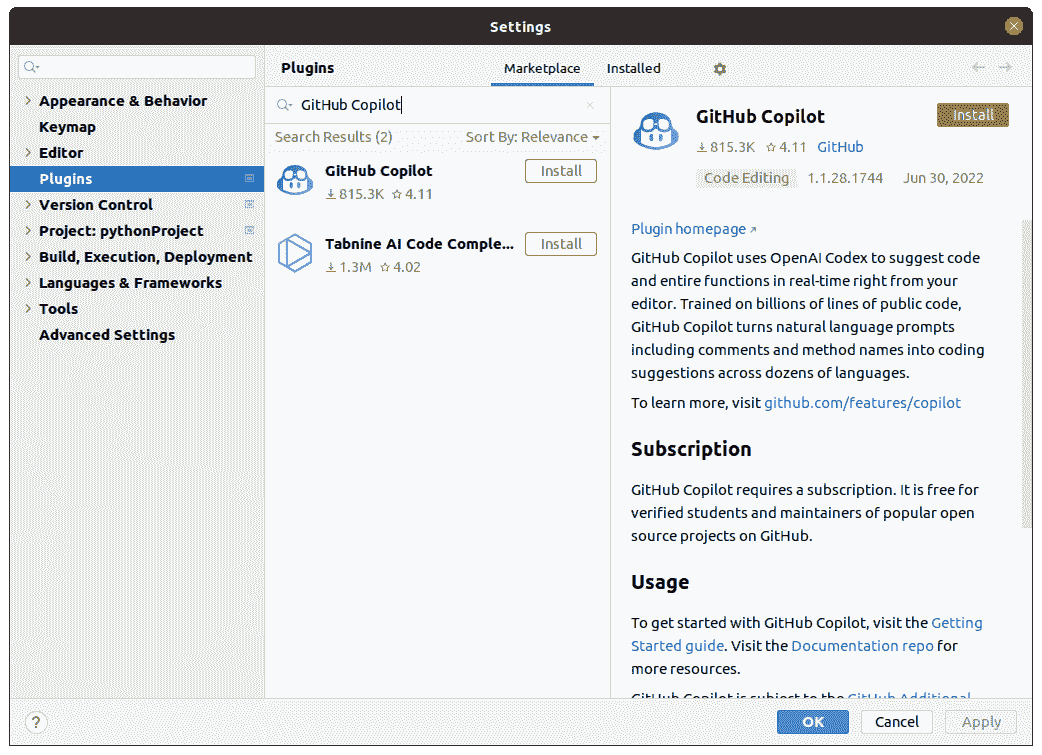 Settings
Appearance & Behavior
Keymap
Editor
Plugins
Version Control
Project: pythonProject
Build, Execution, Deployment
Languages & Frameworks
Tools
Advanced Settings
Plugins
Marketplace
Installed
GitHub Copilot
Search Results (2)
Sort By: Relevance
GitHub Copilot
Install
815.3K
4.11
Tabnine AI Code Comple...
Install
1.3M
4.02
GitHub Copilot
Install
815.3K
4.11
GitHub
Code Editing
1.1.28.1744
Jun 30, 2022
Plugin homepage
GitHub Copilot uses OpenAI Codex to suggest code
and entire functions in real-time right from your
editor. Trained on billions of lines of public code,
GitHub Copilot turns natural language prompts
including comments and method names into coding
suggestions across dozens of languages.
To learn more, visit github.com/features/copilot
Subscription
GitHub Copilot requires a subscription. It is free for
verified students and maintainers of popular open
source projects on GitHub.
Usage
To get started with GitHub Copilot, visit the Getting
Started guide. Visit the Documentation repo for
more resources.
GitHub Copilot is subject to the GitHub Additional
?
OK
Cancel
Apply